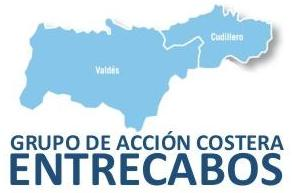 Cudillero
Valdés
GRUPO DE ACCIÓN COSTERA
ENTRECABOS